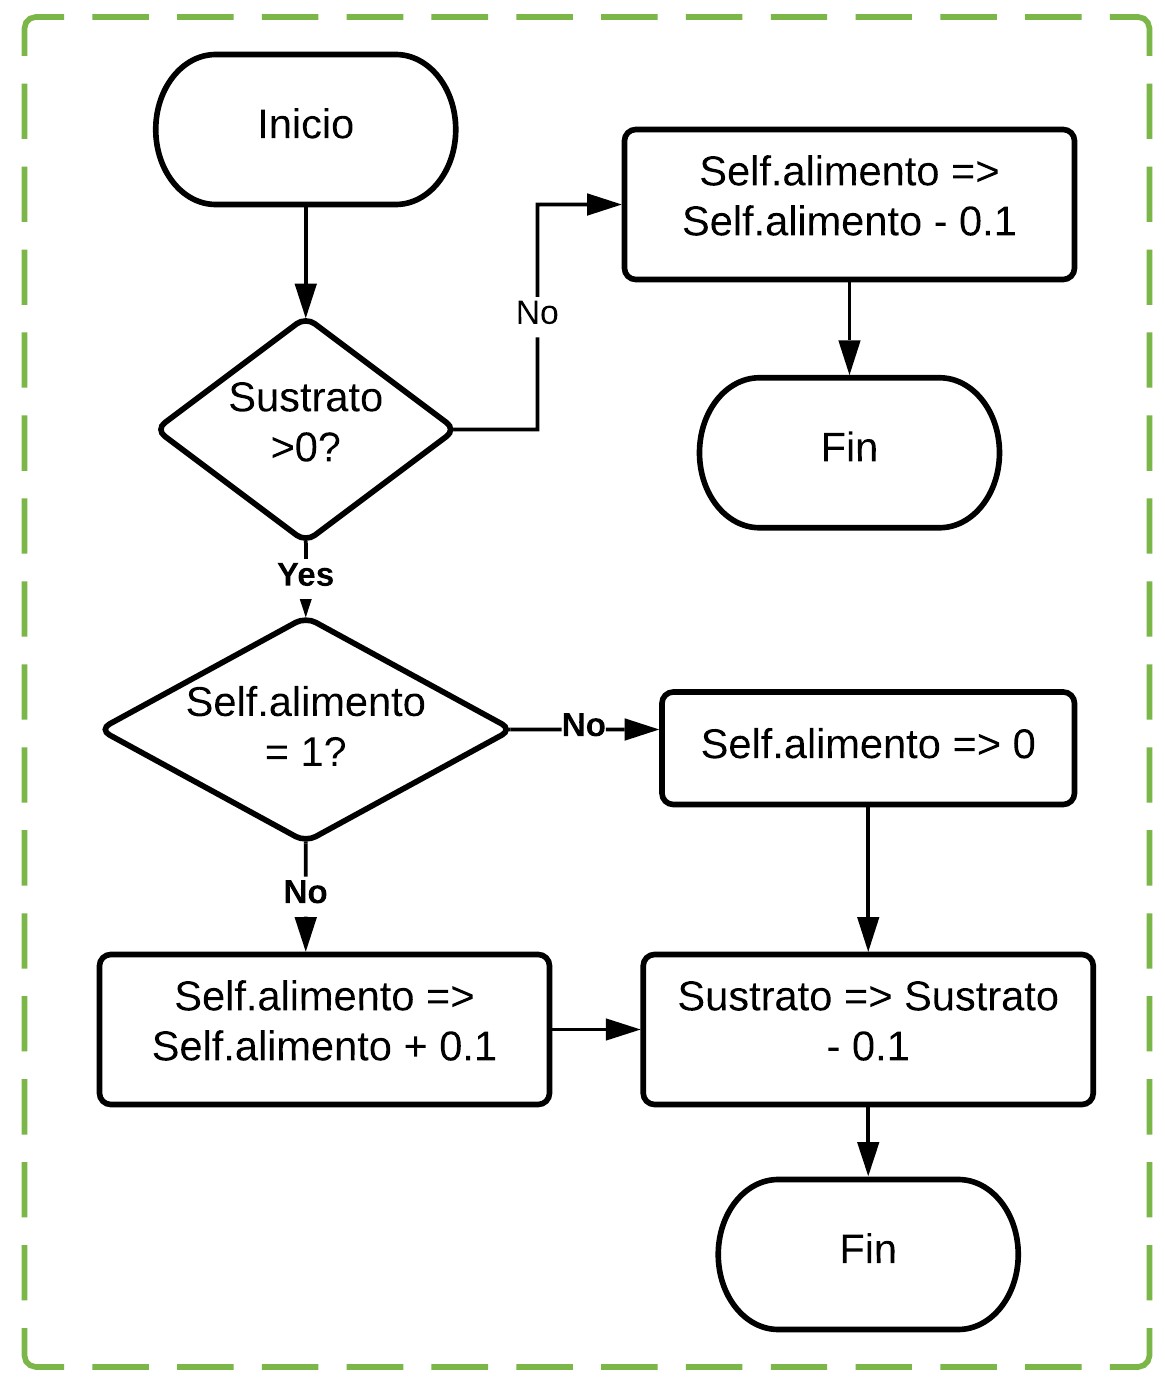 Inicio
Self.alimento =>
Self.alimento - 0.1
No
Sustrato
>0?
Fin
Yes
Self.alimento
= 1?
No
Self.alimento => 0
No
Self.alimento =>
Self.alimento + 0.1
Sustrato => Sustrato
- 0.1
Fin